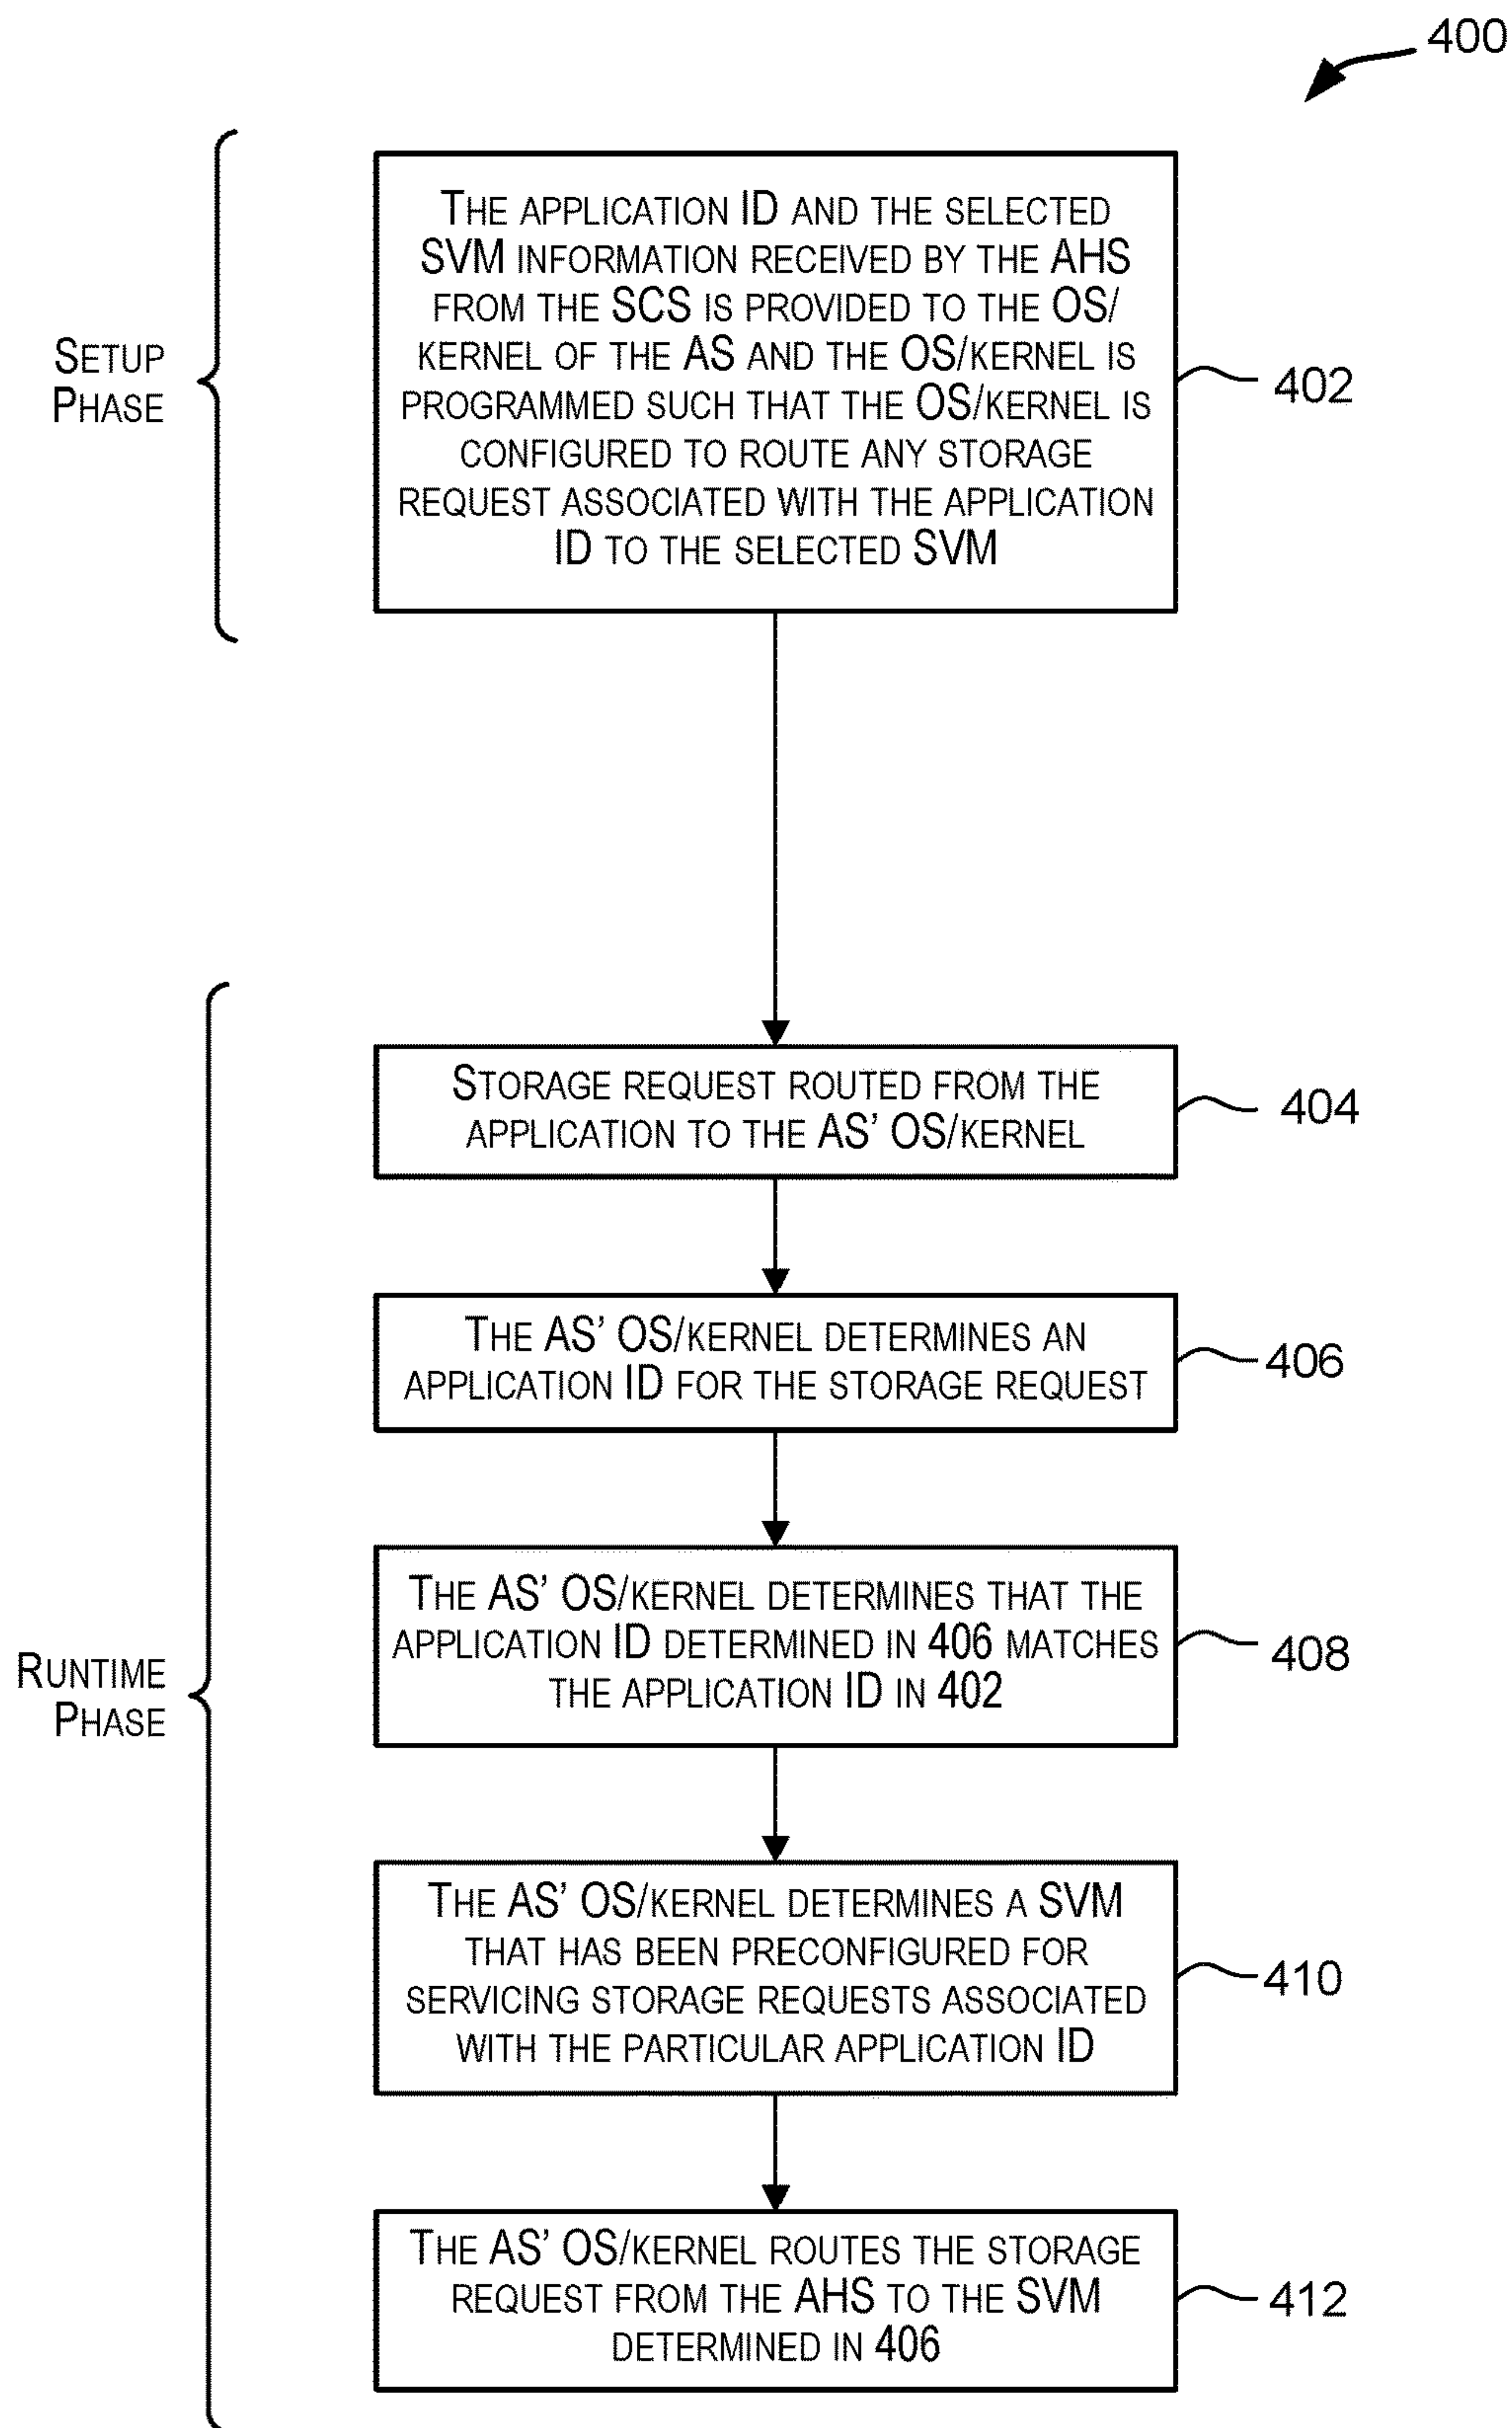 400
THE APPLICATION ID AND THE SELECTED
SVM INFORMATION RECEIVED BY THE AHS
FROM THE SCS IS PROVIDED TO THE OS/
KERNEL OF THE AS AND THE OS/KERNEL IS
PROGRAMMED SUCH THAT THE OS/KERNEL IS
CONFIGURED TO ROUTE ANY STORAGE
REQUEST ASSOCIATED WITH THE APPLICATION
ID TO THE SELECTED SVM
SETUP
PHASE
402
STORAGE REQUEST ROUTED FROM THE
APPLICATION TO THE AS' OS/KERNEL
404
THE AS' OS/KERNEL DETERMINES AN
APPLICATION ID FOR THE STORAGE REQUEST
406
THE AS' OS/KERNEL DETERMINES THAT THE
APPLICATION ID DETERMINED IN 406 MATCHES
THE APPLICATION ID IN 402
408
RUNTIME
PHASE
THE AS' OS/KERNEL DETERMINES A SVM
THAT HAS BEEN PRECONFIGURED FOR
SERVICING STORAGE REQUESTS ASSOCIATED
WITH THE PARTICULAR APPLICATION ID
410
THE AS' OS/KERNEL ROUTES THE STORAGE
REQUEST FROM THE AHS TO THE SVM
DETERMINED IN 406
412